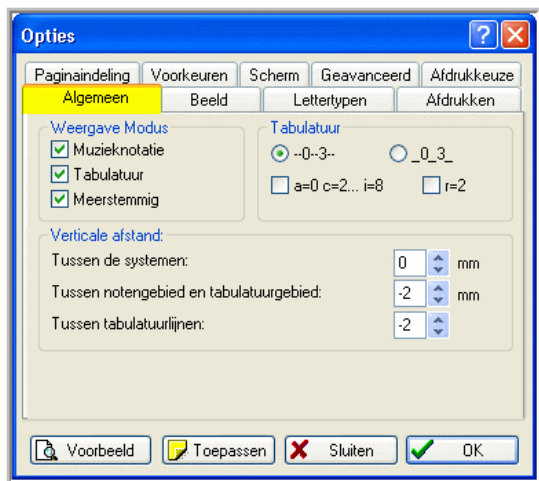 Opties
Paginaindeling Voorkeuren Scherm Geavanceerd Afdrukkeuze
Algemeen Beeld Lettertypen Afdrukken
Weergave Modus
Muzieknotatie
Tabulatuur
Meerstemmig
Tabulatuur
--0--3-- _0_3_
a=0 c=2... i=8 r=2
Verticale afstand:
Tussen de systemen: 0 mm
Tussen notengebied en tabulatuurgebied: -2 mm
Tussen tabulatuurlijnen: -2
Voorbeeld Toepassen Sluiten OK